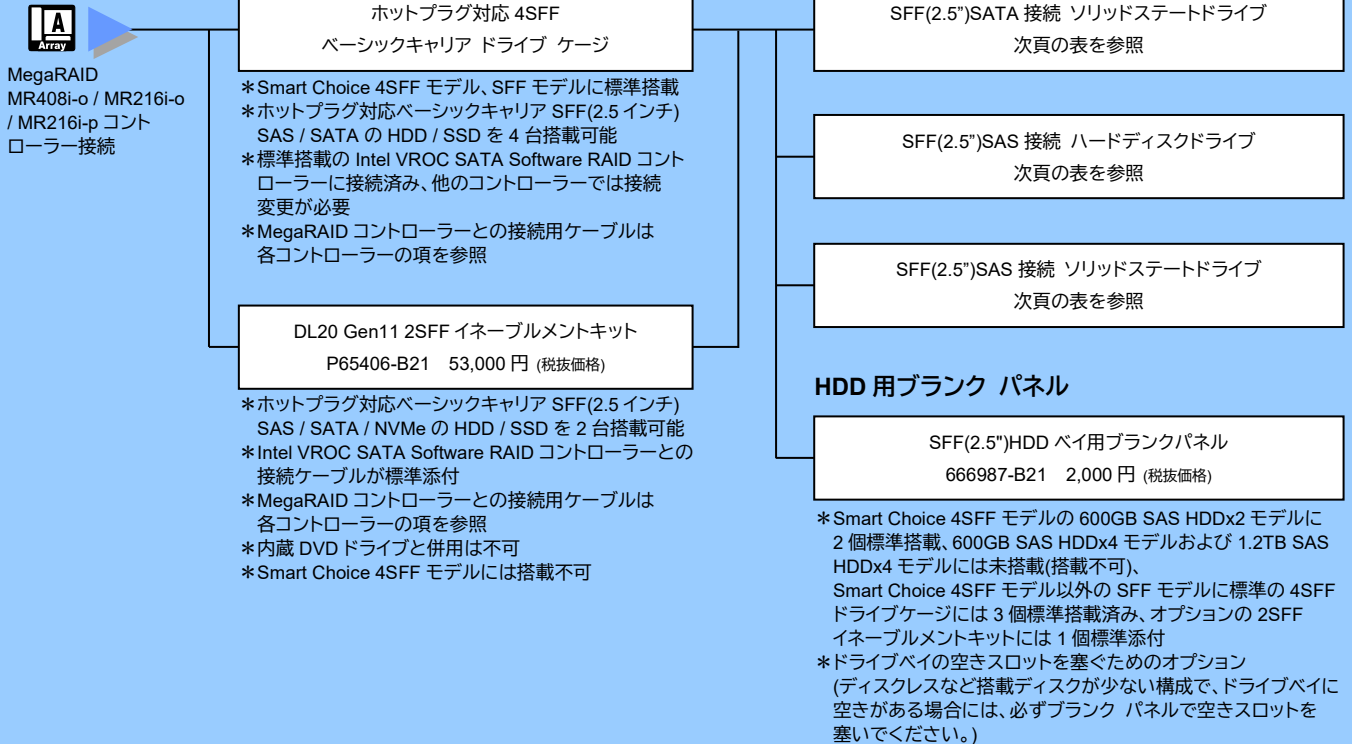 A
Array
MegaRAID
MR408i-o / MR216i-o
/ MR216i-p コント
ローラー接続
ホットプラグ対応 4SFF
ベーシックキャリア ドライブ ケージ
＊Smart Choice 4SFF モデル、SFF モデルに標準搭載
＊ホットプラグ対応ベーシックキャリア SFF(2.5 インチ)
SAS / SATA の HDD / SSD を 4 台搭載可能
＊標準搭載の Intel VROC SATA Software RAID コント
ローラーに接続済み、他のコントローラーでは接続
変更が必要
＊MegaRAID コントローラーとの接続用ケーブルは
各コントローラーの項を参照
DL20 Gen11 2SFF イネーブルメントキット
P65406-B21 53,000 円 (税抜価格)
＊ホットプラグ対応ベーシックキャリア SFF(2.5 インチ)
SAS / SATA / NVMe の HDD / SSD を 2 台搭載可能
＊Intel VROC SATA Software RAID コントローラーとの
接続ケーブルが標準添付
＊MegaRAID コントローラーとの接続用ケーブルは
各コントローラーの項を参照
＊内蔵 DVD ドライブと併用は不可
＊Smart Choice 4SFF モデルには搭載不可
SFF(2.5”)SATA 接続 ソリッドステートドライブ
次頁の表を参照
SFF(2.5”)SAS 接続 ハードディスクドライブ
次頁の表を参照
SFF(2.5”)SAS 接続 ソリッドステートドライブ
次頁の表を参照
HDD 用ブランク パネル
SFF(2.5")HDD ベイ用ブランクパネル
666987-B21 2,000 円 (税抜価格)
＊Smart Choice 4SFF モデルの 600GB SAS HDDx2 モデルに
2 個標準搭載、600GB SAS HDDx4 モデルおよび 1.2TB SAS
HDDx4 モデルには未搭載(搭載不可)、
Smart Choice 4SFF モデル以外の SFF モデルに標準の 4SFF
ドライブケージには 3 個標準搭載済み、オプションの 2SFF
イネーブルメントキットには 1 個標準添付
＊ドライブベイの空きスロットを塞ぐためのオプション
(ディスクレスなど搭載ディスクが少ない構成で、ドライブベイに
空きがある場合には、必ずブランク パネルで空きスロットを
塞いでください。)